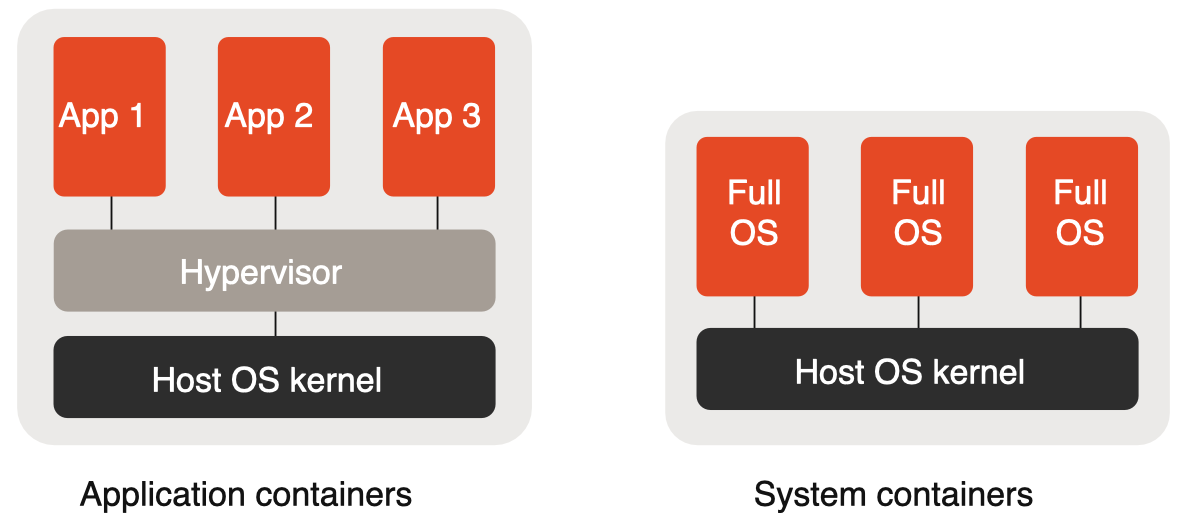 App 1
App 2
App 3
Hypervisor
Host OS kernel
Application containers
Full
OS
Full
OS
Full
OS
Host OS kernel
System containers